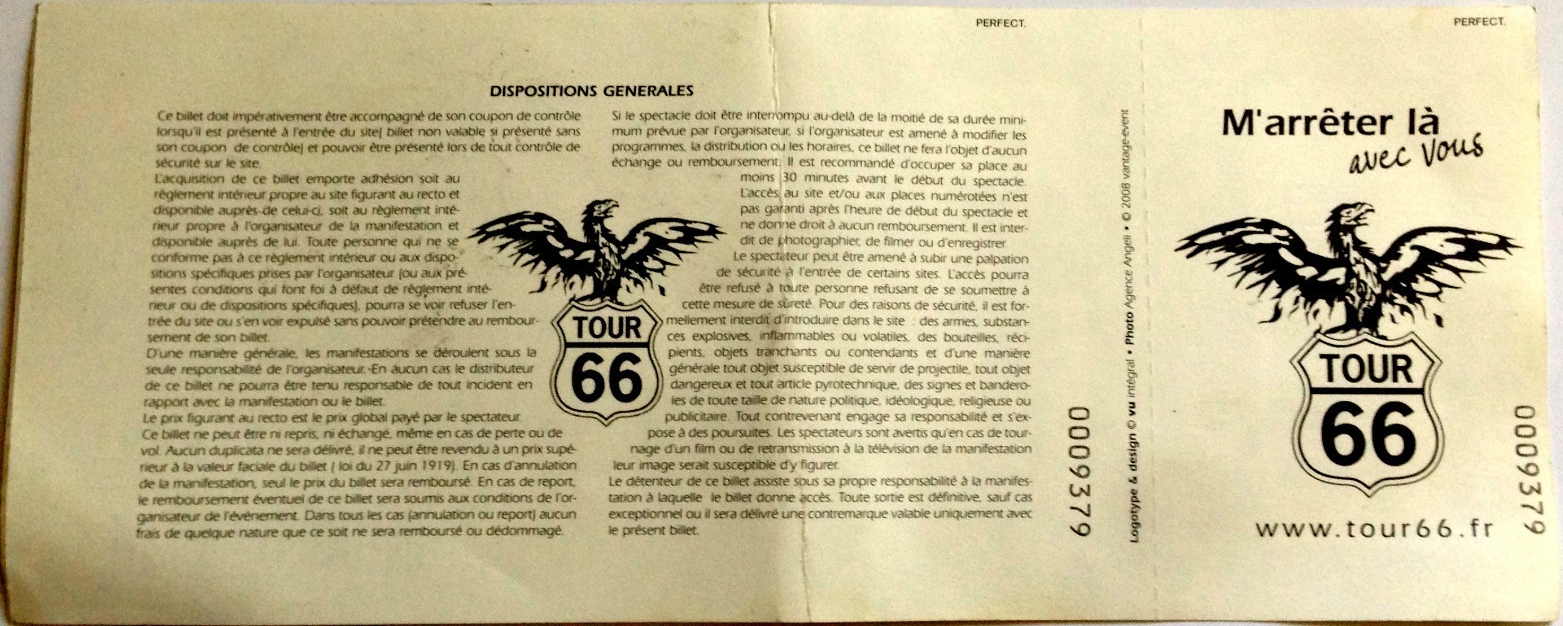 PERFECT.
DISPOSITIONS GENERALES
Ce billet doit impérativement être accompagné de son coupon de contrôle
lorsqu'il est présenté à l'entrée du site( billet non valable si présenté sans
son coupon de contrôle) et pouvoir être présenté lors de tout contrôle de
sécurité sur le site.
L'acquisition de ce billet emporte adhésion soit au
règlement intérieur propre au site figurant au recto et
disponible auprès de celui-ci, soit au règlement inté-
rieur propre à l'organisateur de la manifestation et
disponible auprès de lui. Toute personne qui ne se
conforme pas à ce règlement intérieur ou aux dispo-
sitions spécifiques prises par l'organisateur (ou aux pré-
sentes conditions qui font foi à défaut de règlement inté-
rieur ou de dispositions spécifiques), pourra se voir refuser l'en-
trée du site ou s'en voir expulsé sans pouvoir prétendre au rembour-
sement de son billet.
D'une manière générale, les manifestations se déroulent sous la
seule responsabilité de l'organisateur. En aucun cas le distributeur
de ce billet ne pourra être tenu responsable de tout incident en
rapport avec la manifestation ou le billet.
Le prix figurant au recto est le prix global payé par le spectateur.
Ce billet ne peut être ni repris, ni échangé, même en cas de perte ou de
vol. Aucun duplicata ne sera délivré, il ne peut être revendu à un prix supé-
rieur à la valeur faciale du billet ( loi du 27 juin 1919). En cas d'annulation
de la manifestation, seul le prix du billet sera remboursé. En cas de report,
le remboursement éventuel de ce billet sera soumis aux conditions de l'or-
ganisateur de l'événement. Dans tous les cas (annulation ou report) aucun
frais de quelque nature que ce soit ne sera remboursé ou dédommagé.
TOUR
66
Si le spectacle doit être interrompu au-delà de la moitié de sa durée mini-
mum prévue par l'organisateur, si l'organisateur est amené à modifier les
programmes, la distribution ou les horaires, ce billet ne fera l'objet d'aucun
échange ou remboursement. Il est recommandé d'occuper sa place au
moins 30 minutes avant le début du spectacle.
L'accès au site et/ou aux places numérotées n'est
pas garanti après l'heure de début du spectacle et
ne donne droit à aucun remboursement. Il est inter-
dit de photographier, de filmer ou d'enregistrer.
Le spectateur peut être amené à subir une palpation
de sécurité à l'entrée de certains sites. L'accès pourra
être refusé à toute personne refusant de se soumettre à
cette mesure de sûreté. Pour des raisons de sécurité, il est for-
mellement interdit d'introduire dans le site : des armes, substan-
ces explosives, inflammables ou volatiles, des bouteilles, réci-
pients, objets tranchants ou contendants et d'une manière
générale tout objet susceptible de servir de projectile, tout objet
dangereux et tout article pyrotechnique, des signes et bandero-
les de toute taille de nature politique, idéologique, religieuse ou
publicitaire. Tout contrevenant engage sa responsabilité et s'ex-
pose à des poursuites. Les spectateurs sont avertis qu'en cas de tour-
nage d'un film ou de retransmission à la télévision de la manifestation
leur image serait susceptible d'y figurer.
Le détenteur de ce billet assiste sous sa propre responsabilité à la manifes-
tation à laquelle le billet donne accès. Toute sortie est définitive, sauf cas
exceptionnel ou il sera délivré une contremarque valable uniquement avec
le présent billet.
0009379
Logotype & design © vu intégral • Photo Agence Angeli • © 2008 vantage-event
PERFECT.
M'arrêter là
avec vous
TOUR
66
www.tour66.fr
0009379